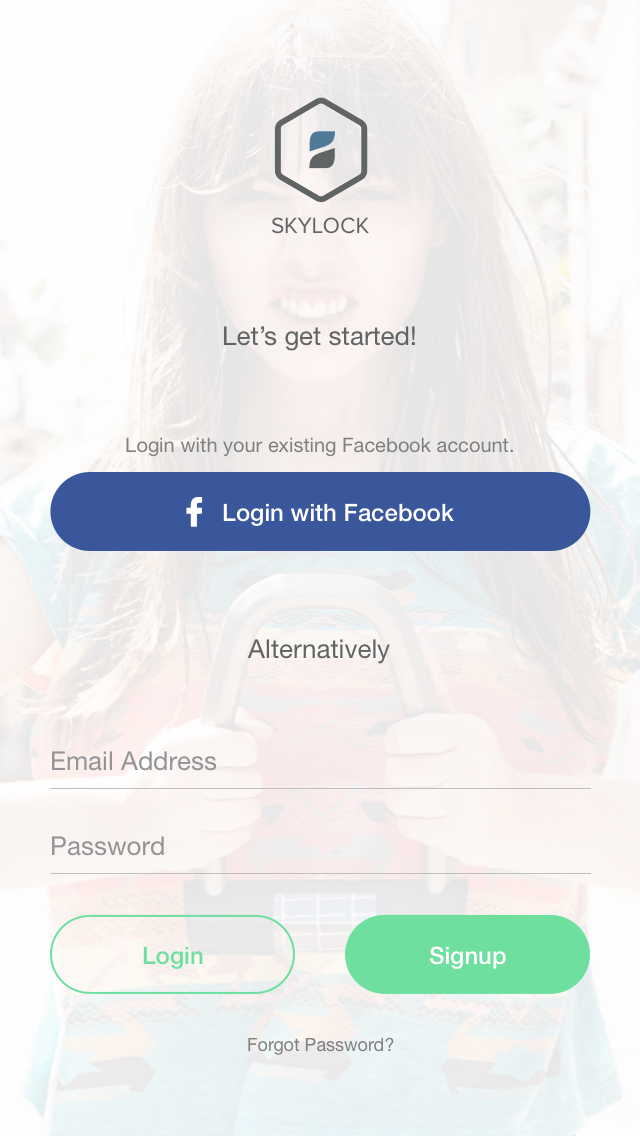 SKYLOCK
Let’s get started!
Login with your existing Facebook account.
f Login with Facebook
Alternatively
Email Address
Password
Login Signup
Forgot Password?